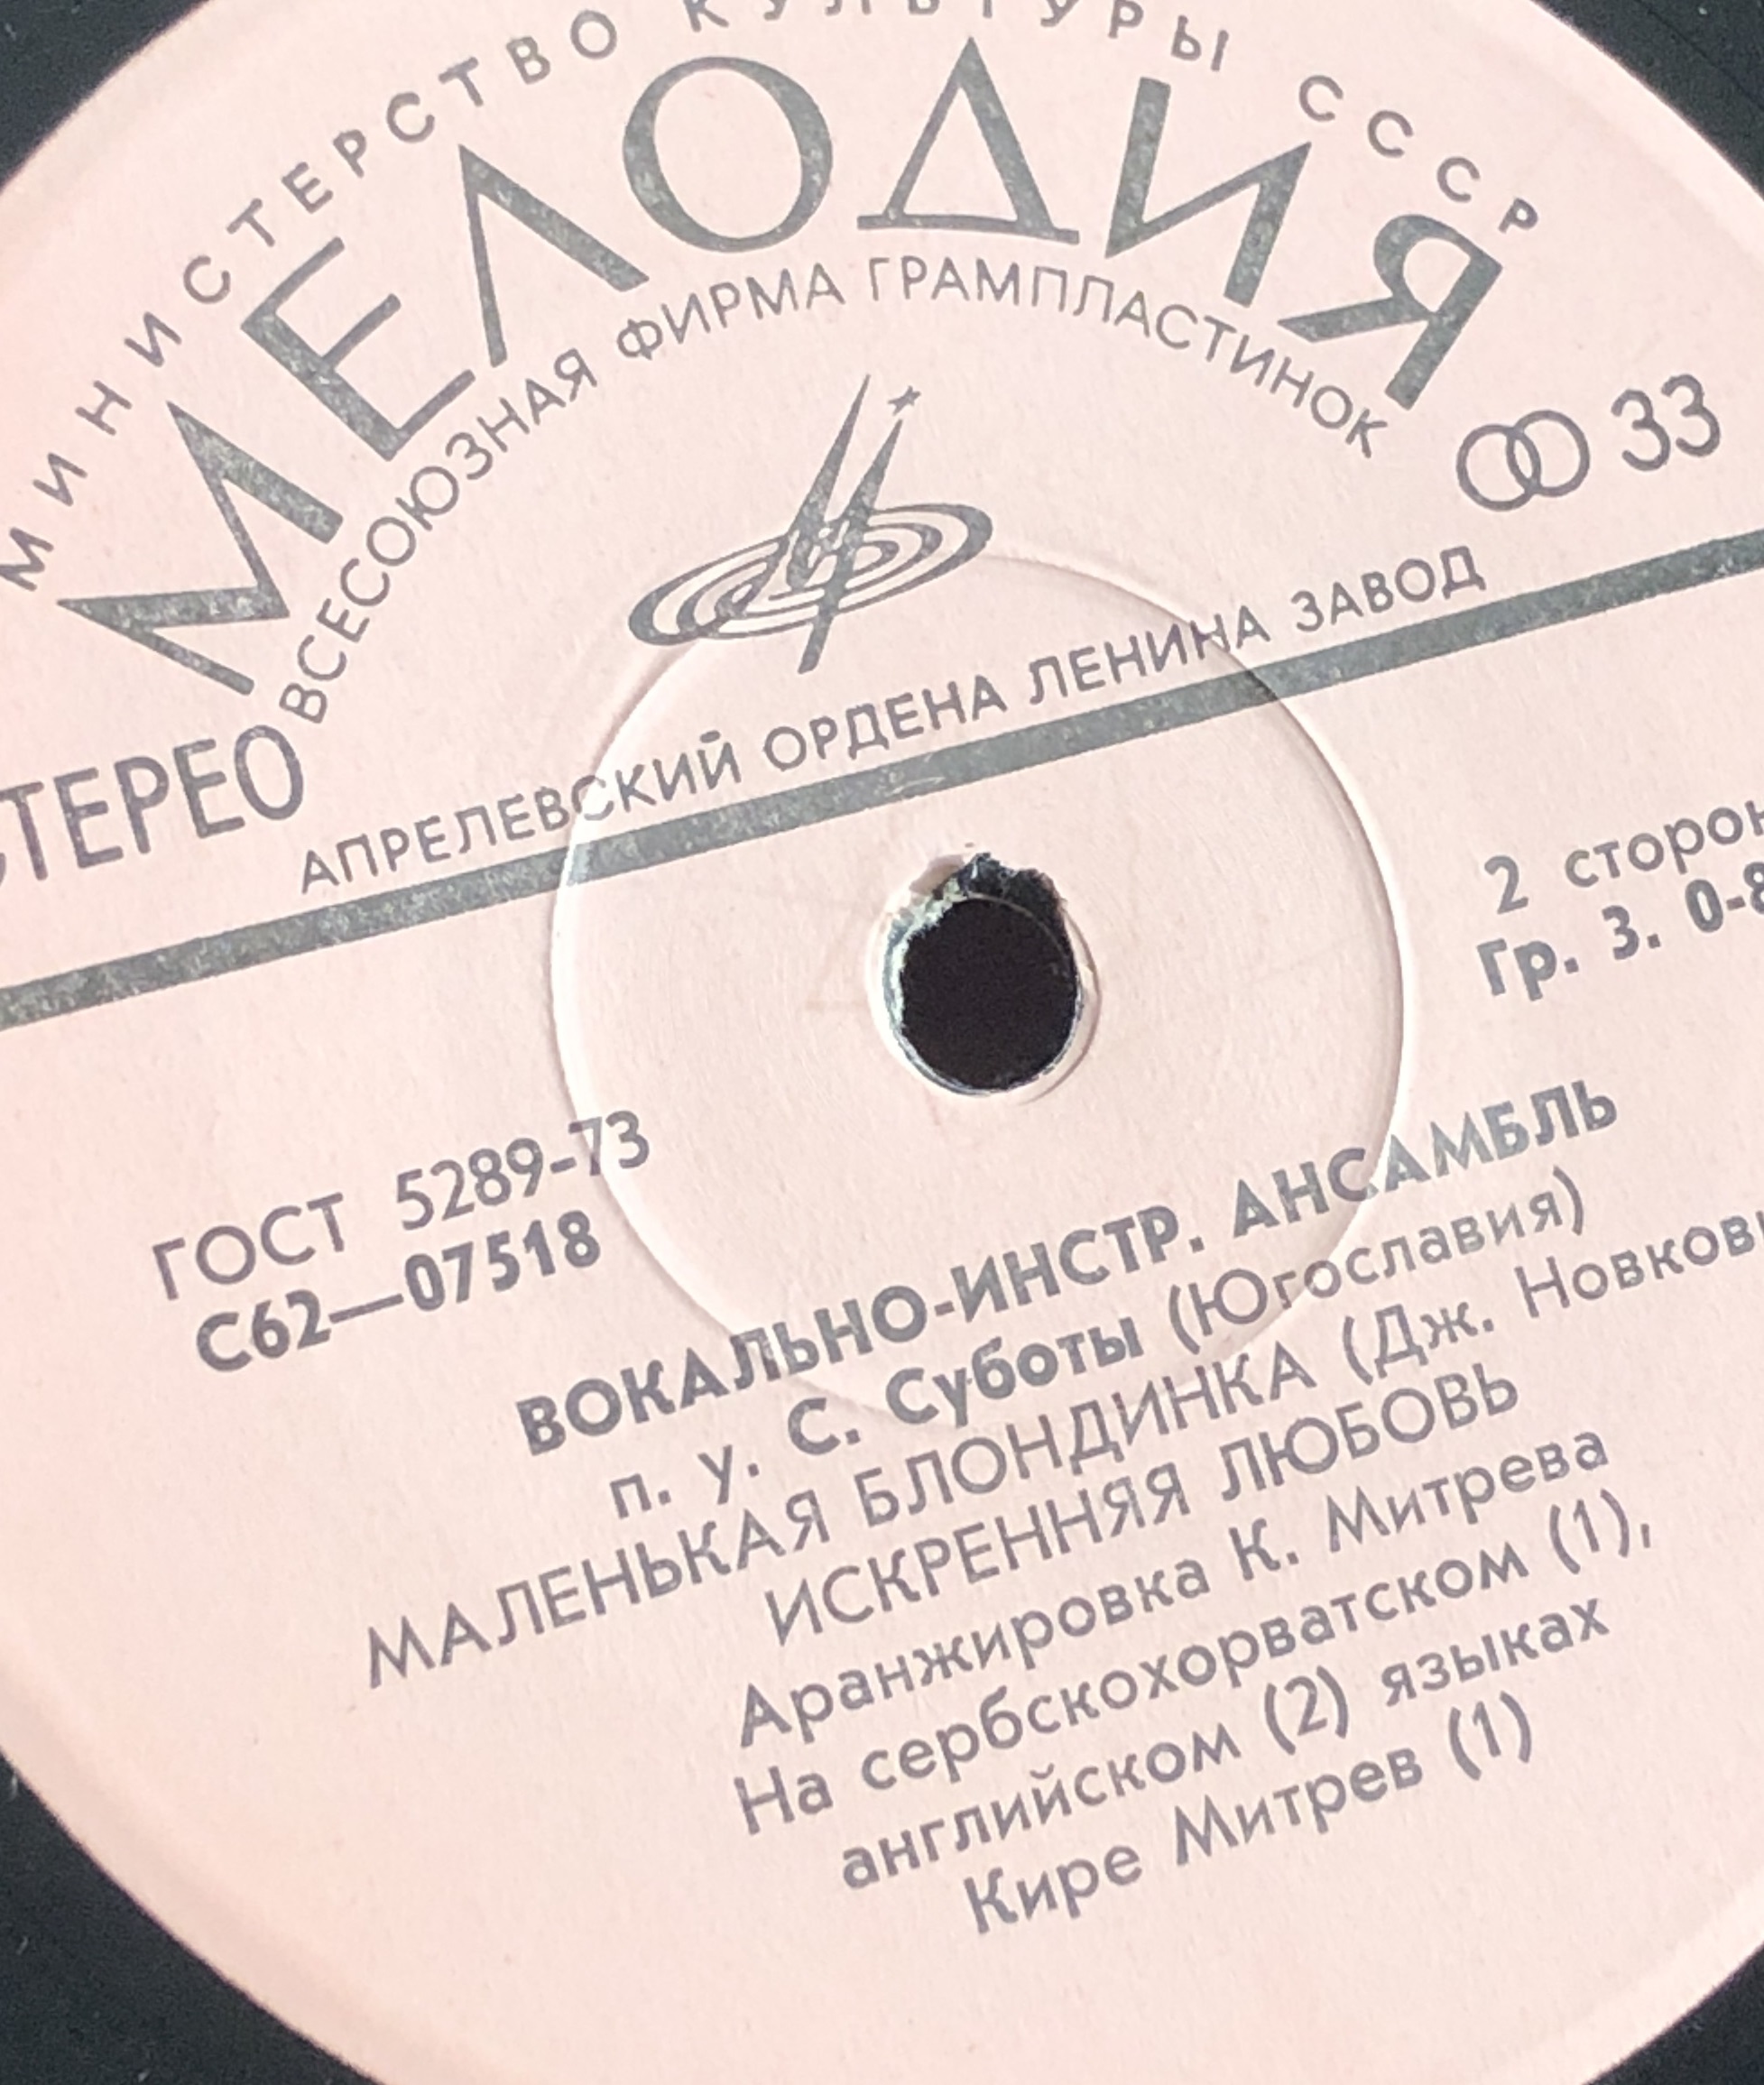 МИНИСТЕРСТВО КУЛЬТУРЫ СССР
МЕЛОДИЯ
ВСЕСОЮЗНАЯ ФИРМА ГРАМПЛАСТИНОК
33
СТЕРЕО
АПРЕЛЕВСКИЙ ОРДЕНА ЛЕНИНА ЗАВОД
2 сторон
Гр. 3. 0-8
ГОСТ 5289-73
С62—07518
ВОКАЛЬНО-ИНСТР. АНСАМБЛЬ
п. у. С. Суботы (Югославия)
МАЛЕНЬКАЯ БЛОНДИНКА (Дж. Новкови
ИСКРЕННЯЯ ЛЮБОВЬ
Аранжировка К. Митрева
На сербскохорватском (1),
английском (2) языках
Кире Митрев (1)